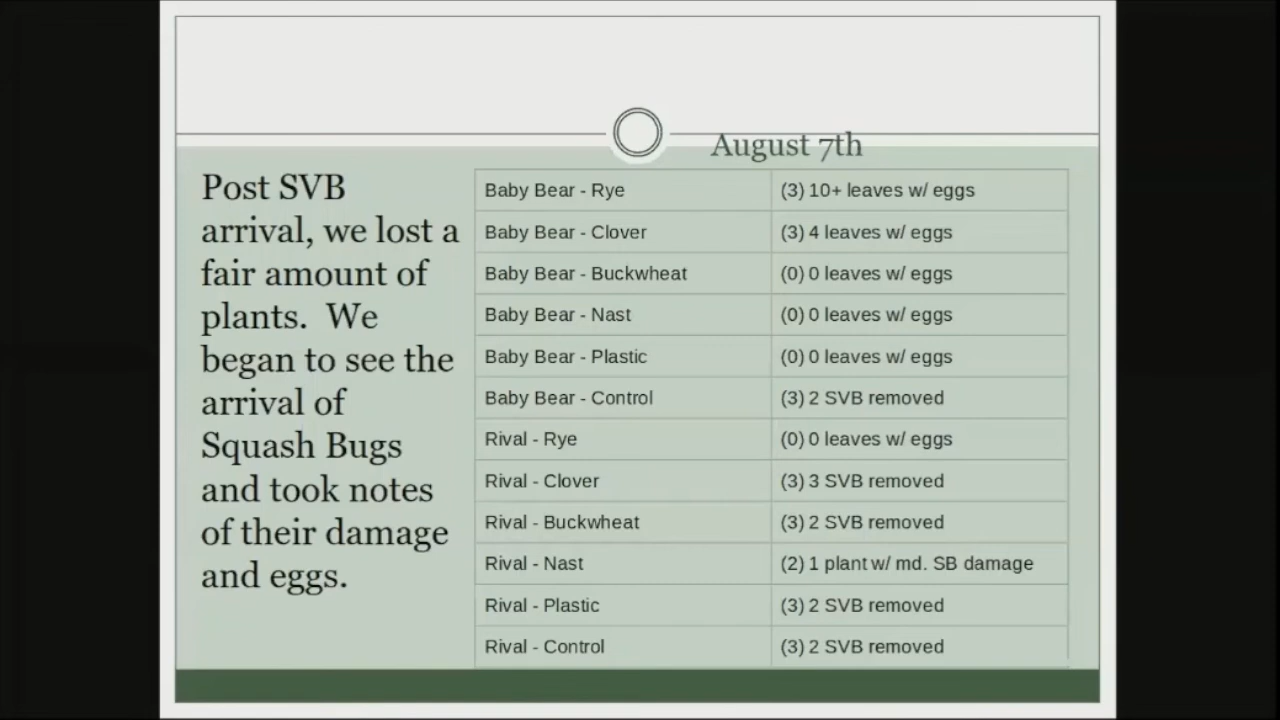 August 7th
Post SVB
arrival, we lost a
fair amount of
plants.  We
began to see the
arrival of
Squash Bugs
and took notes
of their damage
and eggs.
Baby Bear - Rye (3) 10+ leaves w/ eggs
Baby Bear - Clover (3) 4 leaves w/ eggs
Baby Bear - Buckwheat (0) 0 leaves w/ eggs
Baby Bear - Nast (0) 0 leaves w/ eggs
Baby Bear - Plastic (0) 0 leaves w/ eggs
Baby Bear - Control (3) 2 SVB removed
Rival - Rye (0) 0 leaves w/ eggs
Rival - Clover (3) 3 SVB removed
Rival - Buckwheat (3) 2 SVB removed
Rival - Nast (2) 1 plant w/ md. SB damage
Rival - Plastic (3) 2 SVB removed
Rival - Control (3) 2 SVB removed